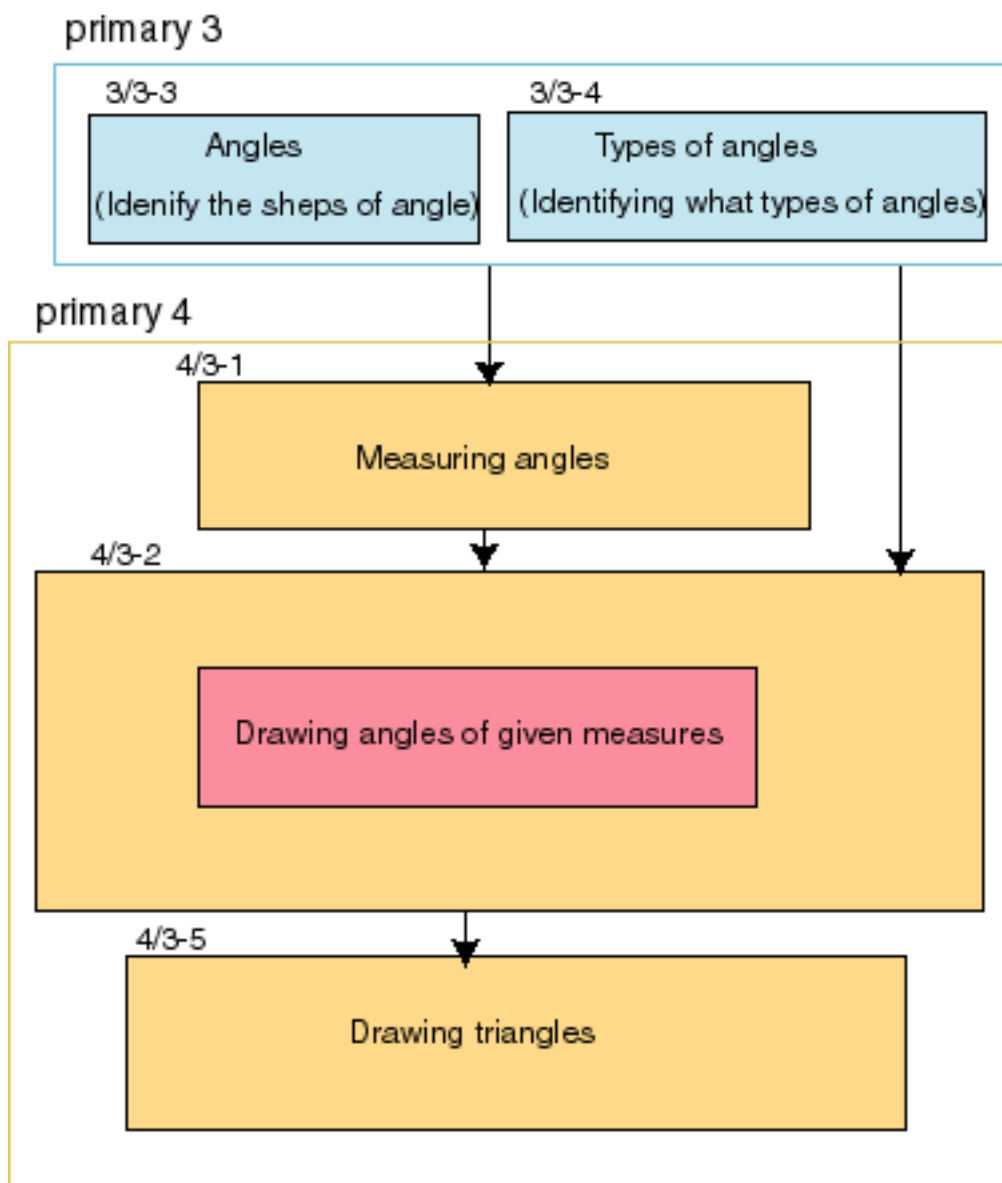 primary 3
3/3-3
Angles
(Idenify the sheps of angle)
3/3-4
Types of angles
(Identifying what types of angles)
primary 4
4/3-1
Measuring angles
4/3-2
Drawing angles of given measures
4/3-5
Drawing triangles